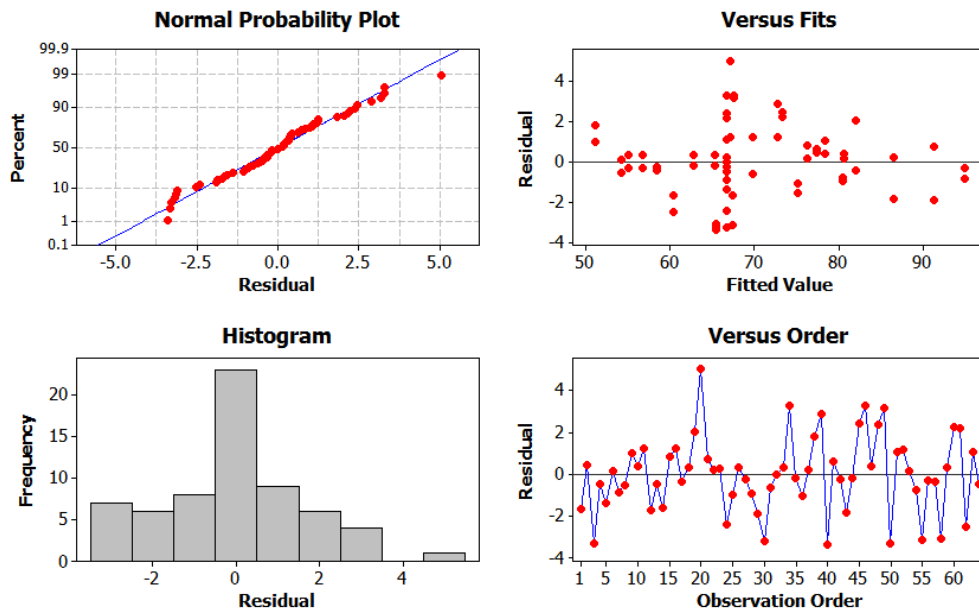 Normal Probability Plot
99.9
99
90
50
10
1
0.1
Percent
-5.0 -2.5 0.0 2.5 5.0
Residual
Versus Fits
4
2
0
-2
-4
Residual
50 60 70 80 90
Fitted Value
Histogram
20
15
10
5
0
Frequency
-2 0 2 4
Residual
Versus Order
4
2
0
-2
-4
Residual
1 5 10 15 20 25 30 35 40 45 50 55 60
Observation Order